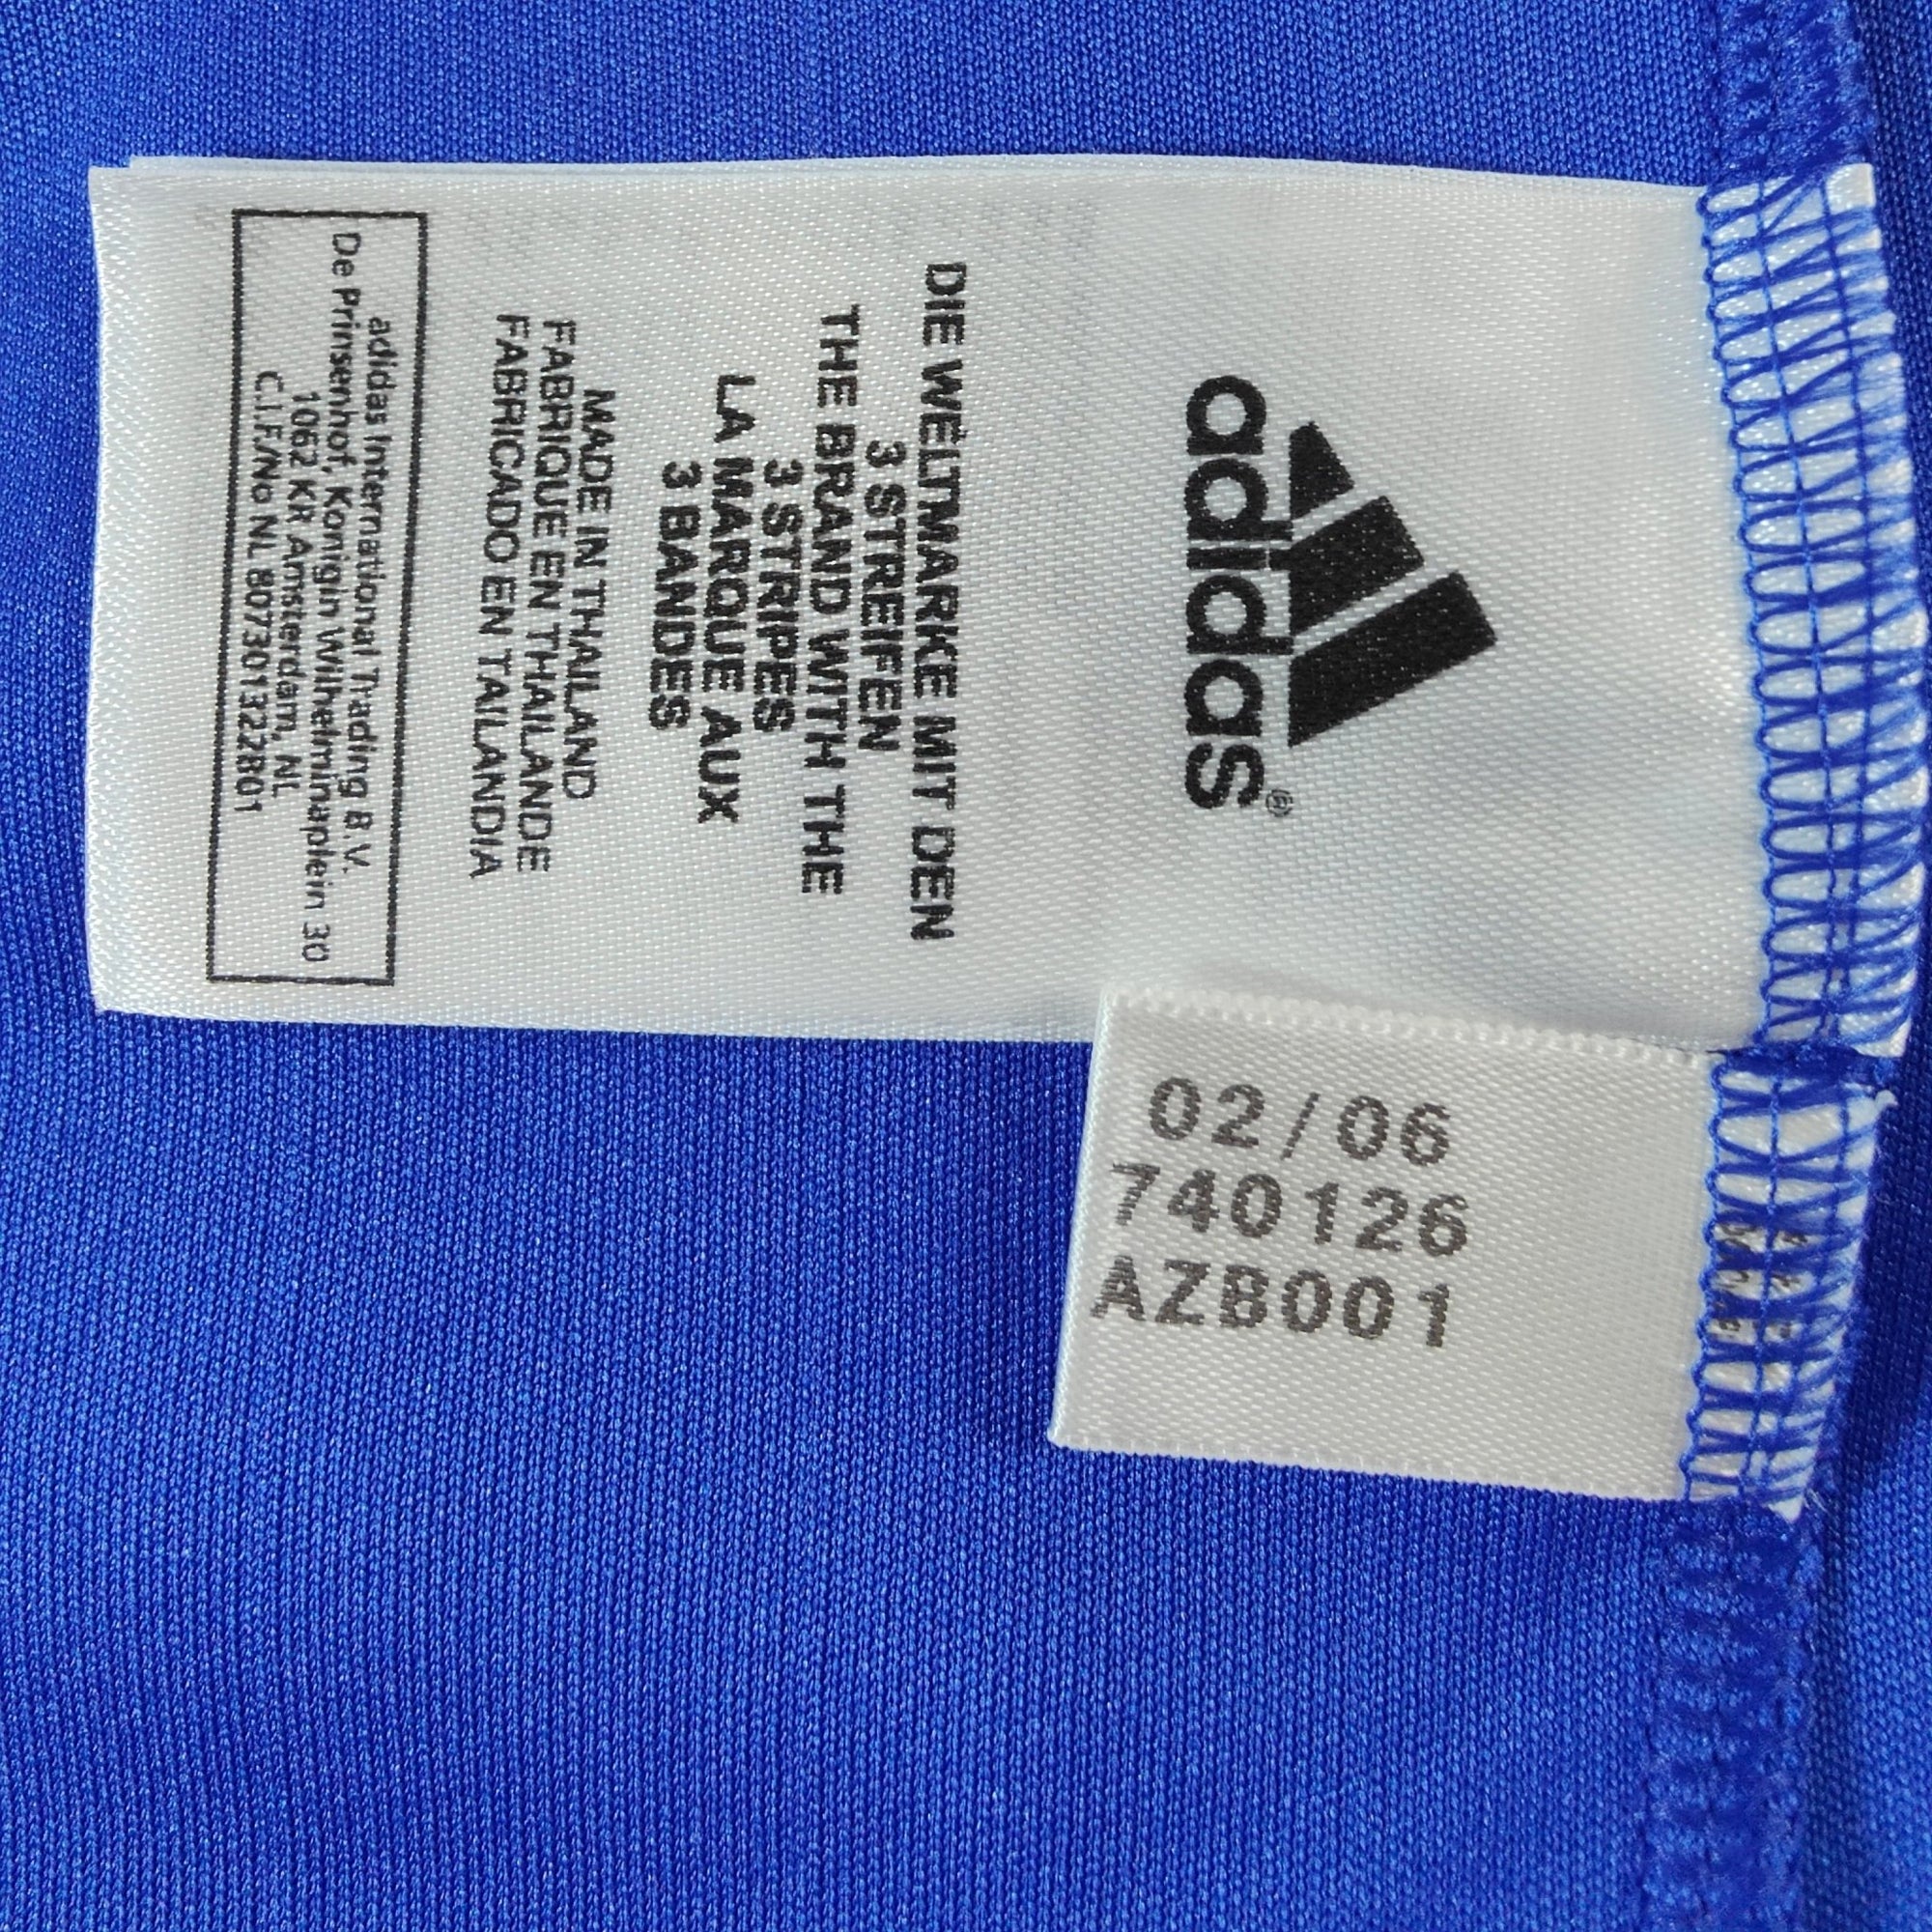 adidas®
DIE WELTMARKE MIT DEN
3 STREIFEN
THE BRAND WITH THE
3 STRIPES
LA MARQUE AUX
3 BANDES
MADE IN THAILAND
FABRIQUE EN THAILANDE
FABRICADO EN TAILANDIA
adidas International Trading B.V.
De Prinsenhof, Konigin Wilhelminaplein 30
1062 KR Amsterdam, NL
C.I.F/No NL 807301322B01
02/06
740126
AZB001